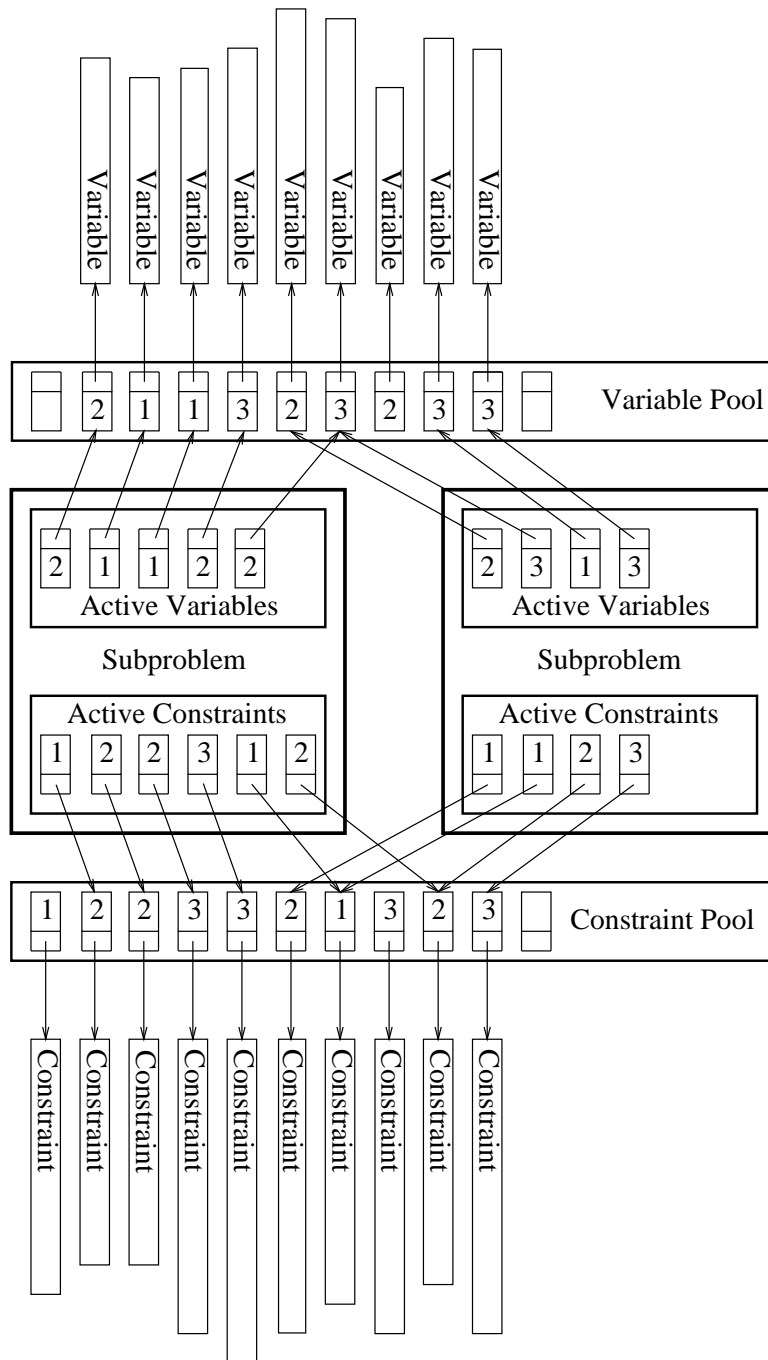 Variable Variable Variable Variable Variable Variable Variable Variable Variable
2 1 1 3 2 3 2 3 3 Variable Pool
2 1 1 2 2
Active Variables
2 3 1 3
Active Variables
Subproblem
Subproblem
Active Constraints
1 2 2 3 1 2
Active Constraints
1 1 2 3
1 2 2 3 3 2 1 3 2 3 Constraint Pool
Constraint Constraint Constraint Constraint Constraint Constraint Constraint Constraint Constraint Constraint